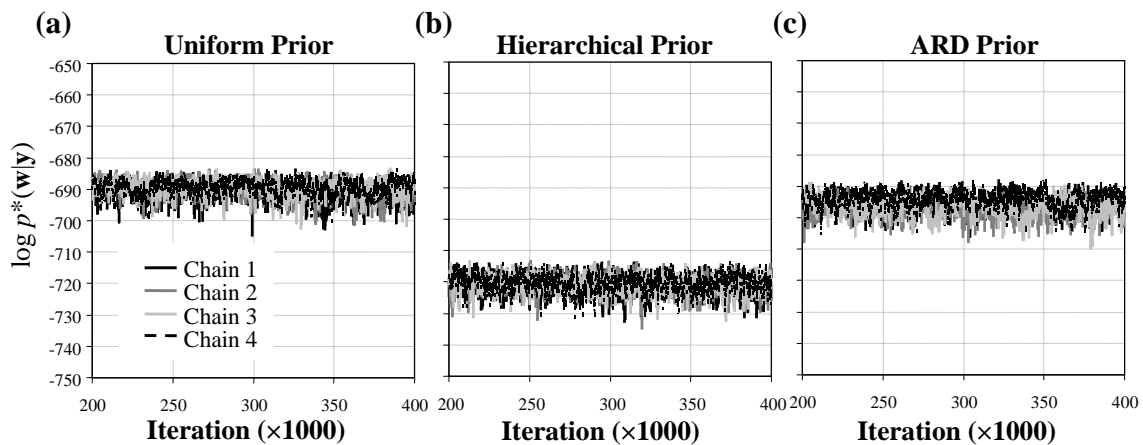 (a) (b) (c)
Uniform Prior Hierarchical Prior ARD Prior
-650
-660
-670
-680
-690
-700
-710
-720
-730
-740
-750
log p*(w|y)
Chain 1
Chain 2
Chain 3
Chain 4
200 250 300 350 400 200 250 300 350 400 200 250 300 350 400
Iteration (×1000) Iteration (×1000) Iteration (×1000)